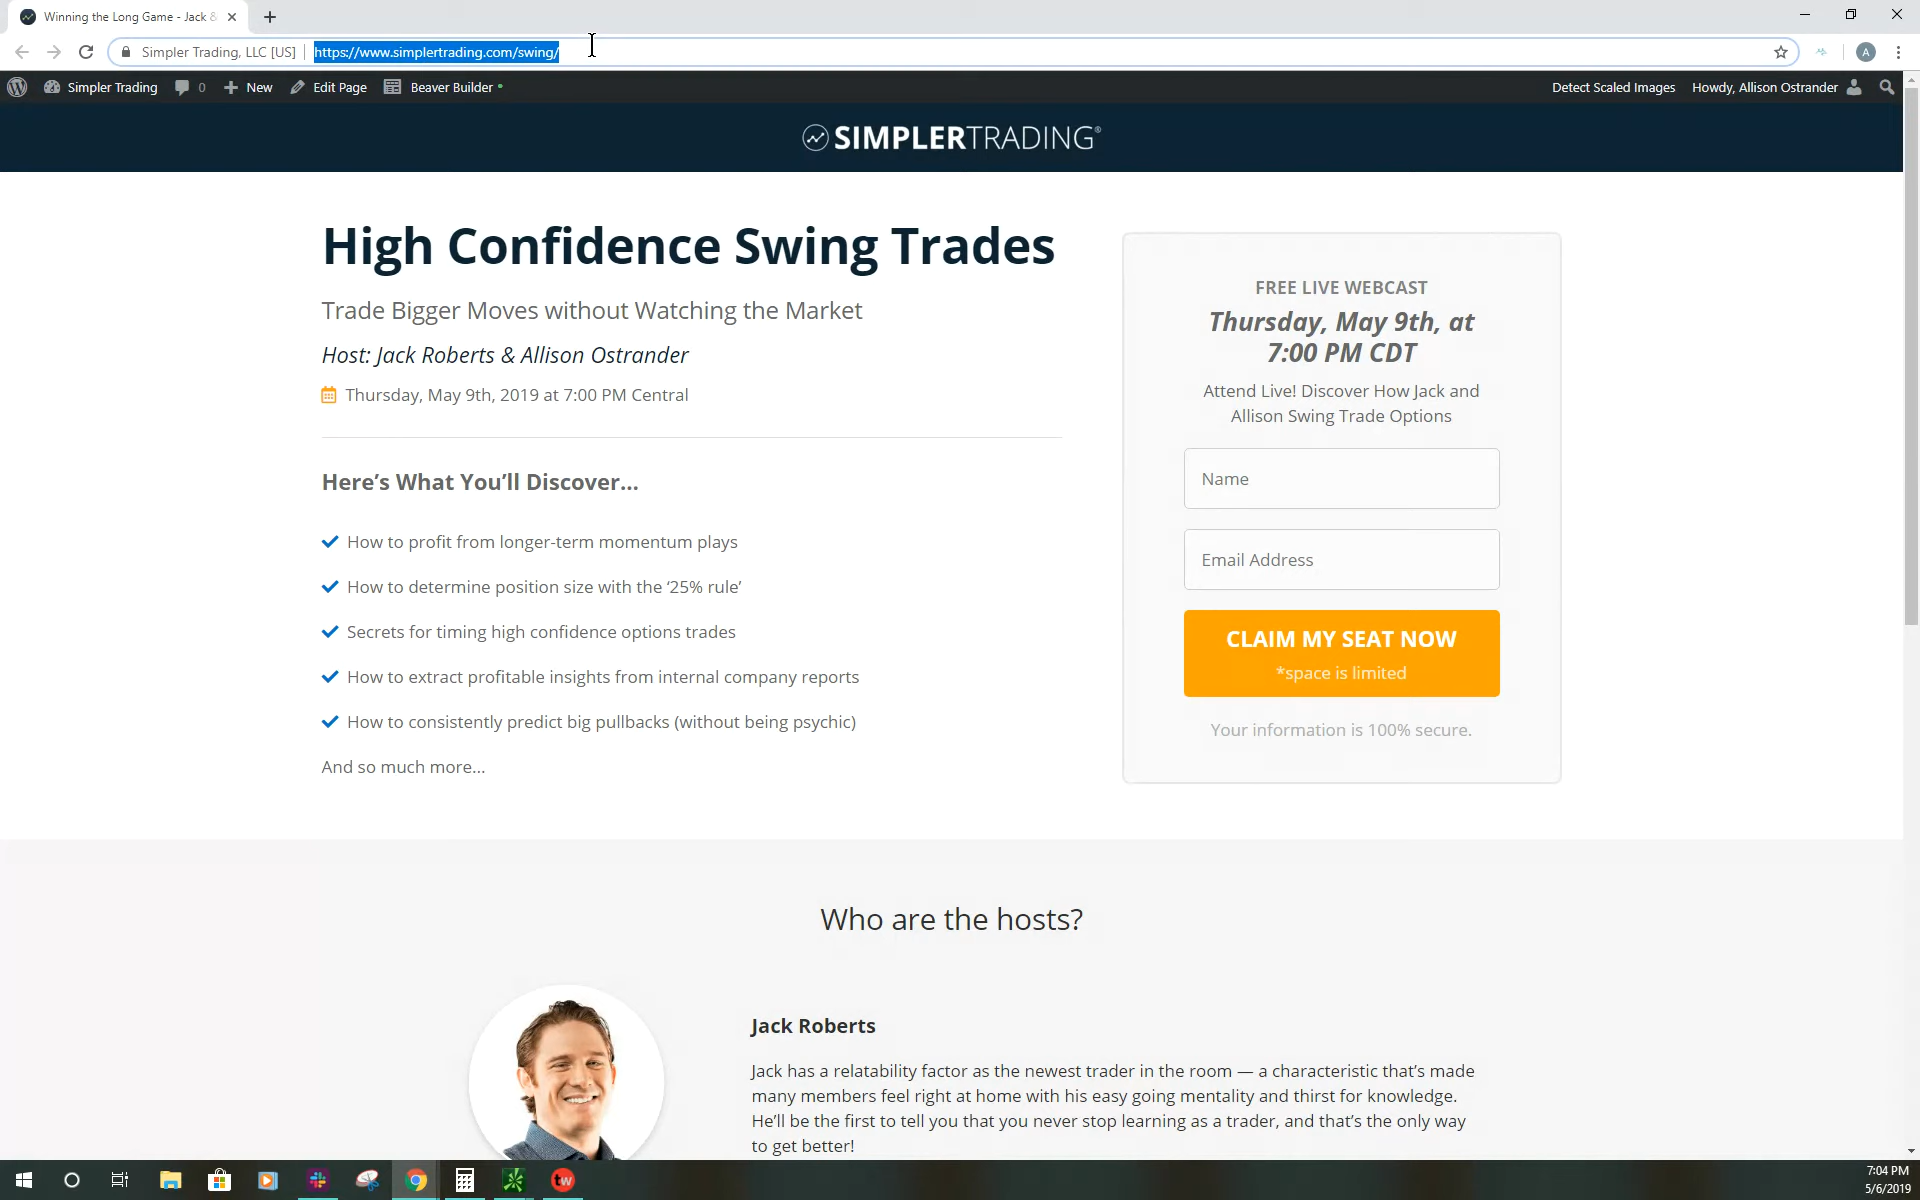 Winning the Long Game - Jack &
Simpler Trading, LLC [US] | https://www.simplertrading.com/swing/
A
Simpler Trading 0 New Edit Page Beaver Builder Detect Scaled Images Howdy, Allison Ostrander
SIMPLERTRADING®
High Confidence Swing Trades
Trade Bigger Moves without Watching the Market
Host: Jack Roberts & Allison Ostrander
Thursday, May 9th, 2019 at 7:00 PM Central
Here’s What You’ll Discover...
How to profit from longer-term momentum plays
How to determine position size with the ‘25% rule’
Secrets for timing high confidence options trades
How to extract profitable insights from internal company reports
How to consistently predict big pullbacks (without being psychic)
And so much more...
FREE LIVE WEBCAST
Thursday, May 9th, at
7:00 PM CDT
Attend Live! Discover How Jack and
Allison Swing Trade Options
Name
Email Address
CLAIM MY SEAT NOW
*space is limited
Your information is 100% secure.
Who are the hosts?
Jack Roberts
Jack has a relatability factor as the newest trader in the room — a characteristic that’s made
many members feel right at home with his easy going mentality and thirst for knowledge.
He’ll be the first to tell you that you never stop learning as a trader, and that’s the only way
to get better!
tw
7:04 PM
5/6/2019